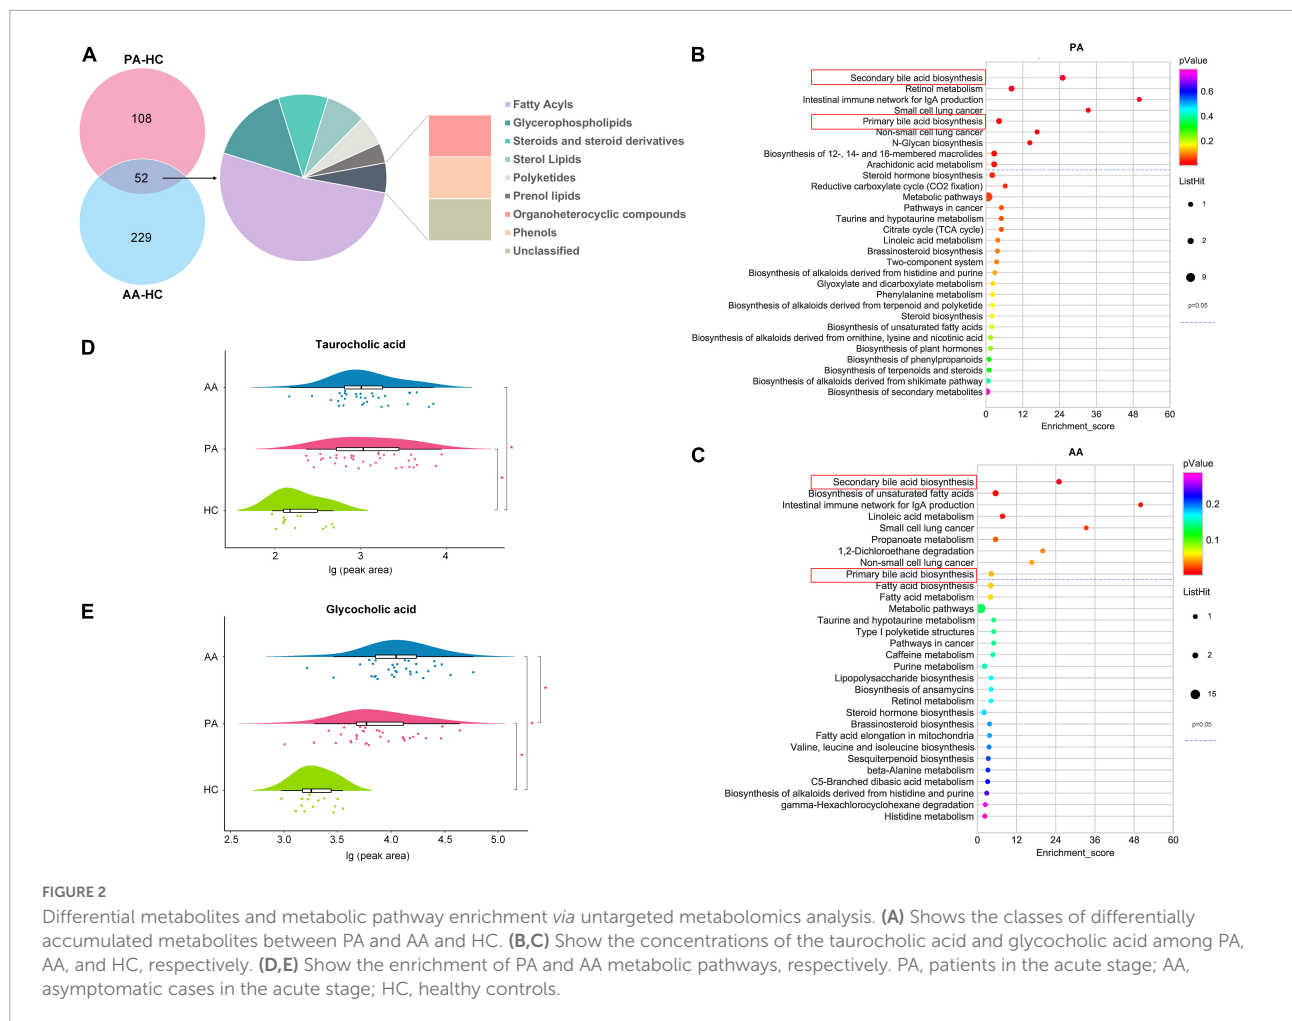 A
PA-HC
108
52
229
AA-HC
Fatty Acyls
Glycerophospholipids
Steroids and steroid derivatives
Sterol Lipids
Polyketides
Prenol lipids
Organoheterocyclic compounds
Phenols
Unclassified
B
PA
Secondary bile acid biosynthesis
Retinol metabolism
Intestinal immune network for IgA production
Small cell lung cancer
Primary bile acid biosynthesis
Non-small cell lung cancer
N-Glycan biosynthesis
Biosynthesis of 12-, 14- and 16-membered macrolides
Arachidonic acid metabolism
Steroid hormone biosynthesis
Reductive carboxylate cycle (CO2 fixation)
Metabolic pathways
Pathways in cancer
Taurine and hypotaurine metabolism
Citrate cycle (TCA cycle)
Linoleic acid metabolism
Brassinosteroid biosynthesis
Two-component system
Biosynthesis of alkaloids derived from histidine and purine
Glyoxylate and dicarboxylate metabolism
Phenylalanine metabolism
Biosynthesis of alkaloids derived from terpenoid and polyketide
Steroid biosynthesis
Biosynthesis of unsaturated fatty acids
Biosynthesis of alkaloids derived from ornithine, lysine and nicotinic acid
Biosynthesis of plant hormones
Biosynthesis of phenylpropanoids
Biosynthesis of terpenoids and steroids
Biosynthesis of alkaloids derived from shikimate pathway
Biosynthesis of secondary metabolites
0 12 24 36 48 60
Enrichment_score
pValue
0.6
0.4
0.2
ListHit
1
2
9
p=0.05
D
Taurocholic acid
AA
PA
HC
*
*
2 3 4
lg (peak area)
C
AA
Secondary bile acid biosynthesis
Biosynthesis of unsaturated fatty acids
Intestinal immune network for IgA production
Linoleic acid metabolism
Small cell lung cancer
Propanoate metabolism
1,2-Dichloroethane degradation
Non-small cell lung cancer
Primary bile acid biosynthesis
Fatty acid biosynthesis
Fatty acid metabolism
Metabolic pathways
Taurine and hypotaurine metabolism
Type I polyketide structures
Pathways in cancer
Caffeine metabolism
Purine metabolism
Lipopolysaccharide biosynthesis
Biosynthesis of ansamycins
Retinol metabolism
Steroid hormone biosynthesis
Brassinosteroid biosynthesis
Fatty acid elongation in mitochondria
Valine, leucine and isoleucine biosynthesis
Sesquiterpenoid biosynthesis
beta-Alanine metabolism
C5-Branched dibasic acid metabolism
Biosynthesis of alkaloids derived from histidine and purine
gamma-Hexachlorocyclohexane degradation
Histidine metabolism
0 12 24 36 48 60
Enrichment_score
pValue
0.2
0.1
ListHit
1
2
15
p=0.05
E
Glycocholic acid
AA
PA
HC
*
*
*
2.5 3.0 3.5 4.0 4.5 5.0
lg (peak area)
FIGURE 2
Differential metabolites and metabolic pathway enrichment via untargeted metabolomics analysis. (A) Shows the classes of differentially
accumulated metabolites between PA and AA and HC. (B,C) Show the concentrations of the taurocholic acid and glycocholic acid among PA,
AA, and HC, respectively. (D,E) Show the enrichment of PA and AA metabolic pathways, respectively. PA, patients in the acute stage; AA,
asymptomatic cases in the acute stage; HC, healthy controls.